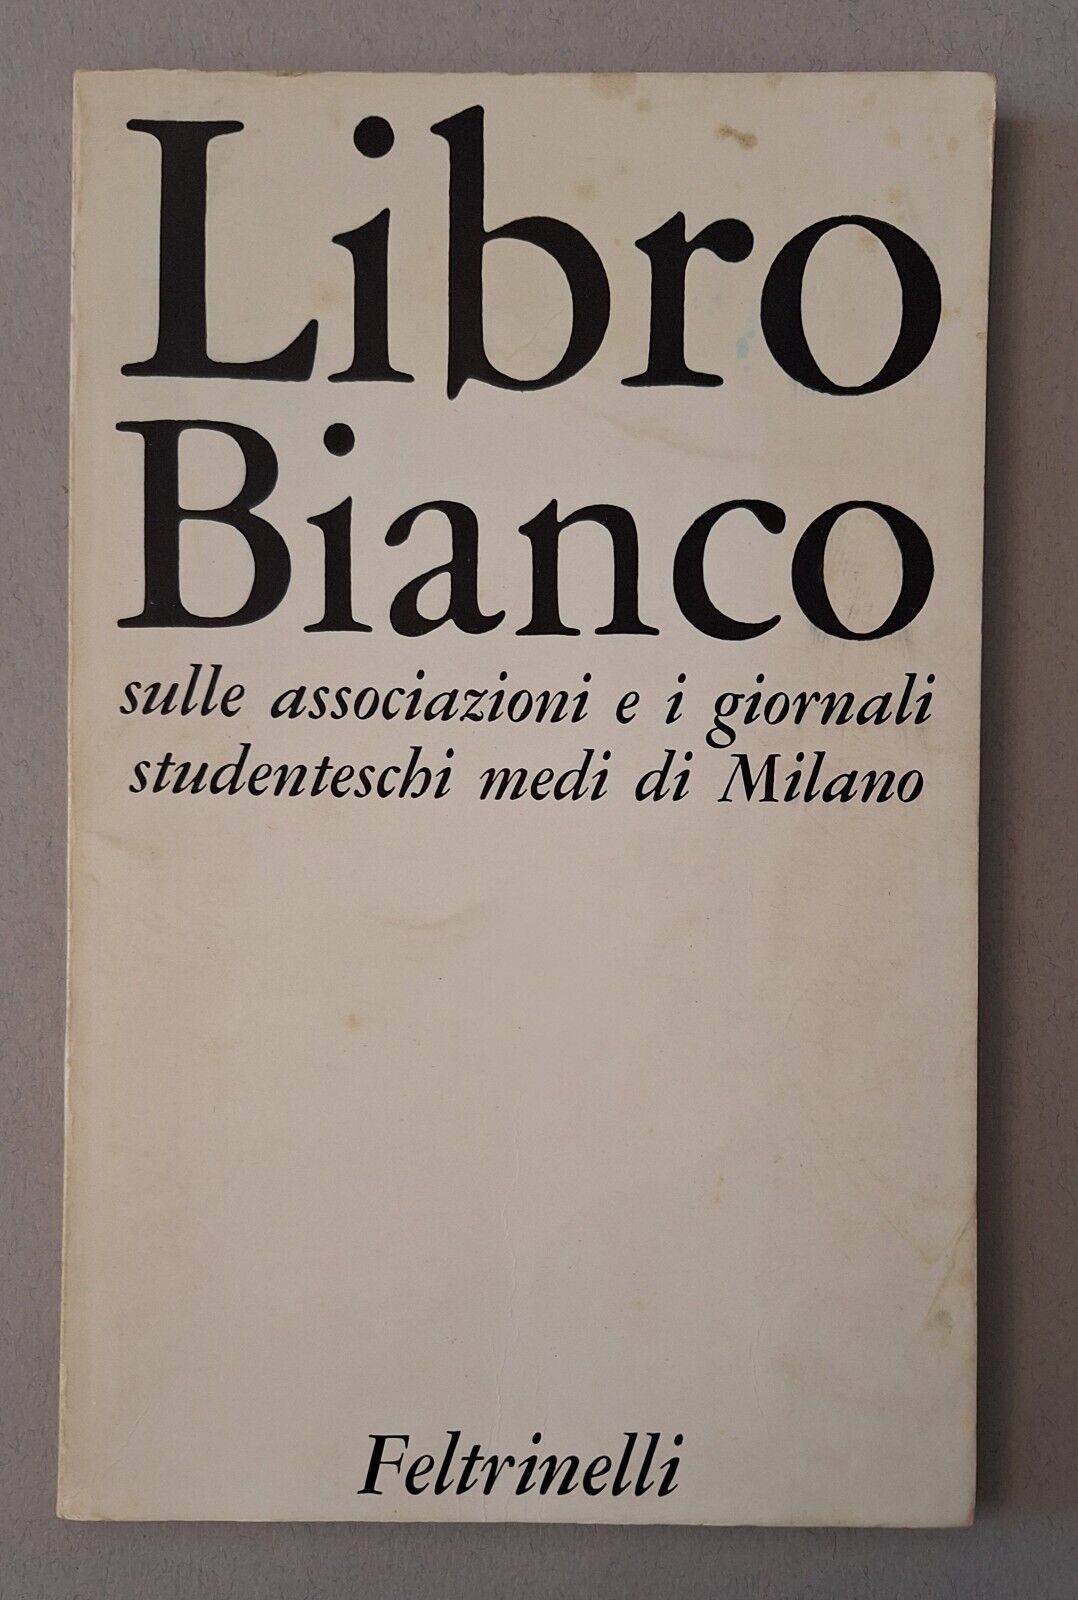 Libro
Bianco
sulle associazioni e i giornali
studenteschi medi di Milano
Feltrinelli